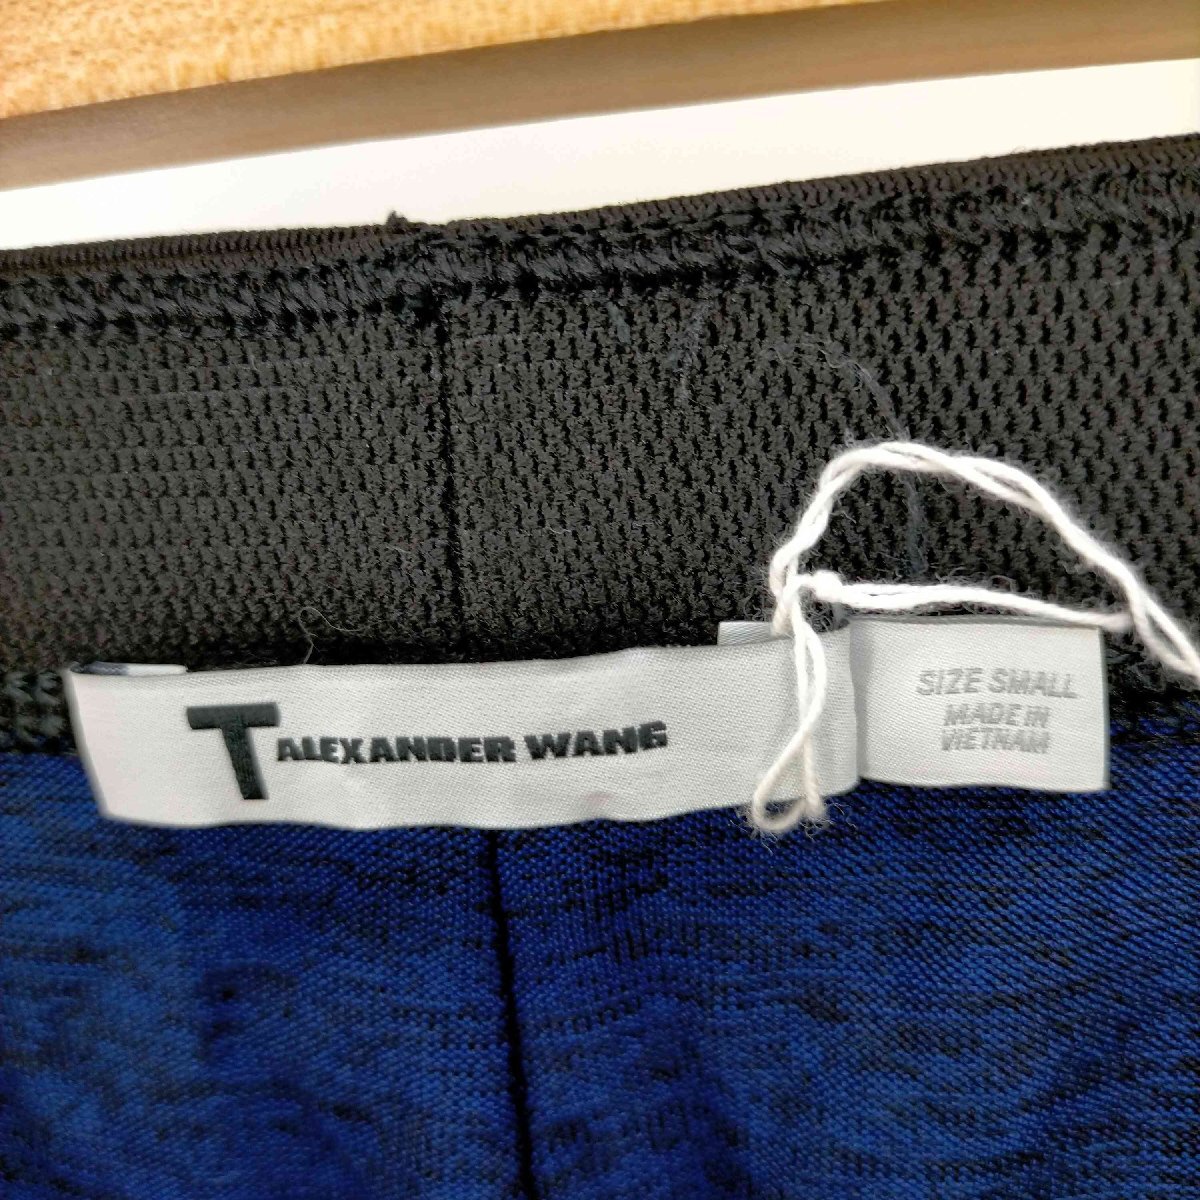 T ALEXANDER WANG
SIZE SMALL
MADE IN
VIETNAM